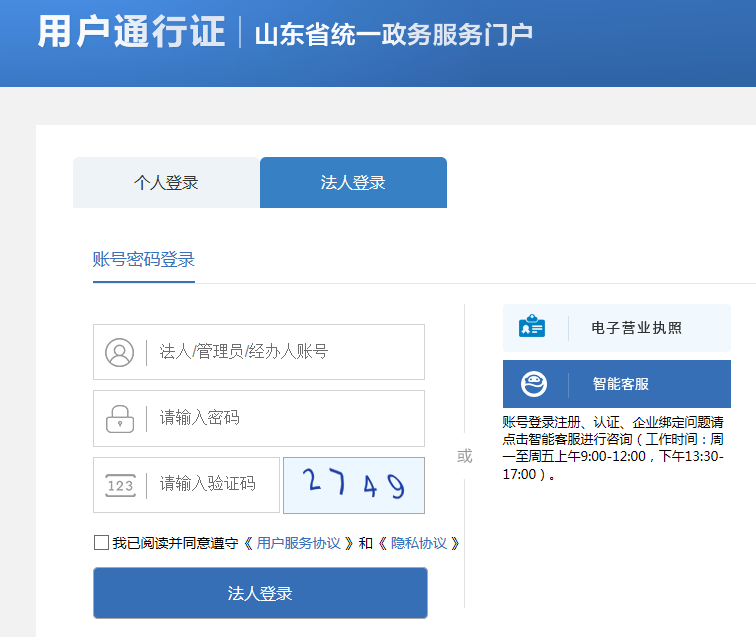 用户通行证 山东省统一政务服务门户
个人登录 法人登录
账号密码登录
法人/管理员/经办人账号
请输入密码
123 请输入验证码 2749
我已阅读并同意遵守《 用户服务协议 》和《 隐私协议 》
法人登录
或
电子营业执照
智能客服
账号登录注册、认证、企业绑定问题请
点击智能客服进行咨询（工作时间：周
一至周五上午9:00-12:00，下午13:30-
17:00）。